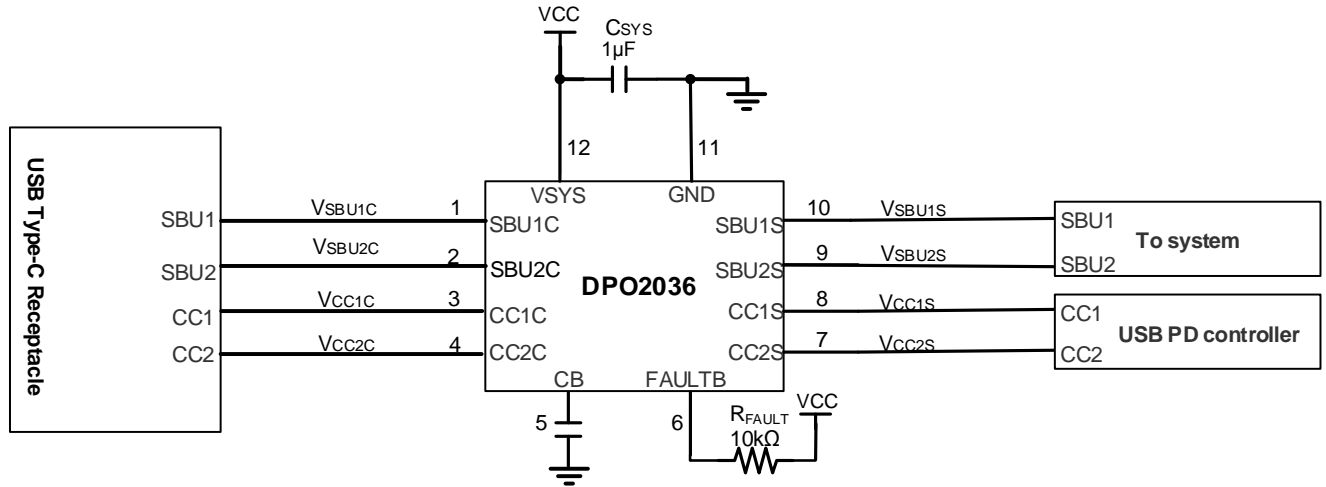 VCC
CSYS
1µF
12
11
USB Type-C Receptacle
VSYS
GND
SBU1
VSBU1C
1
SBU1C
SBU1S
10
VSBU1S
SBU1
To system
SBU2
VSBU2C
2
SBU2C
SBU2S
9
VSBU2S
SBU2
DPO2036
CC1
VCC1C
3
CC1C
CC1S
8
VCC1S
CC1
USB PD controller
CC2
VCC2C
4
CC2C
CC2S
7
VCC2S
CC2
CB
FAULTB
5
6
RFAULT
10kΩ
VCC